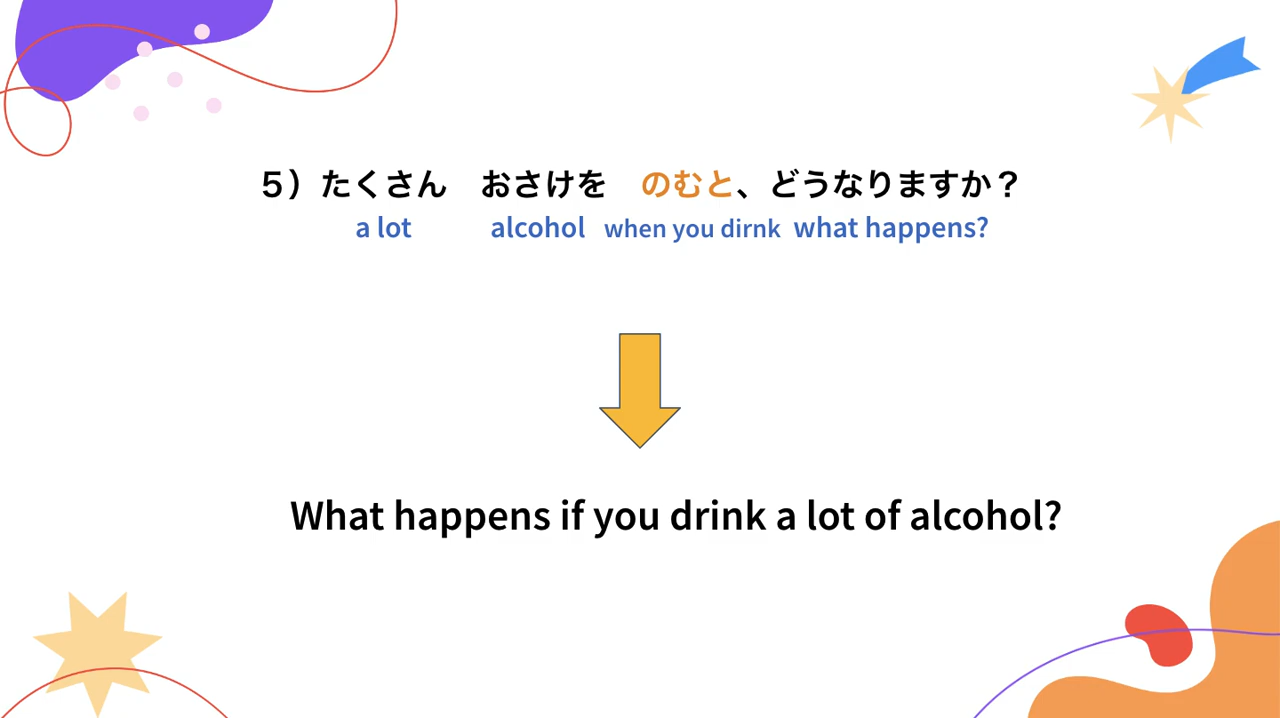 ５）たくさん　おさけを　のむと、どうなりますか？
a lot alcohol when you dirnk what happens?
What happens if you drink a lot of alcohol?